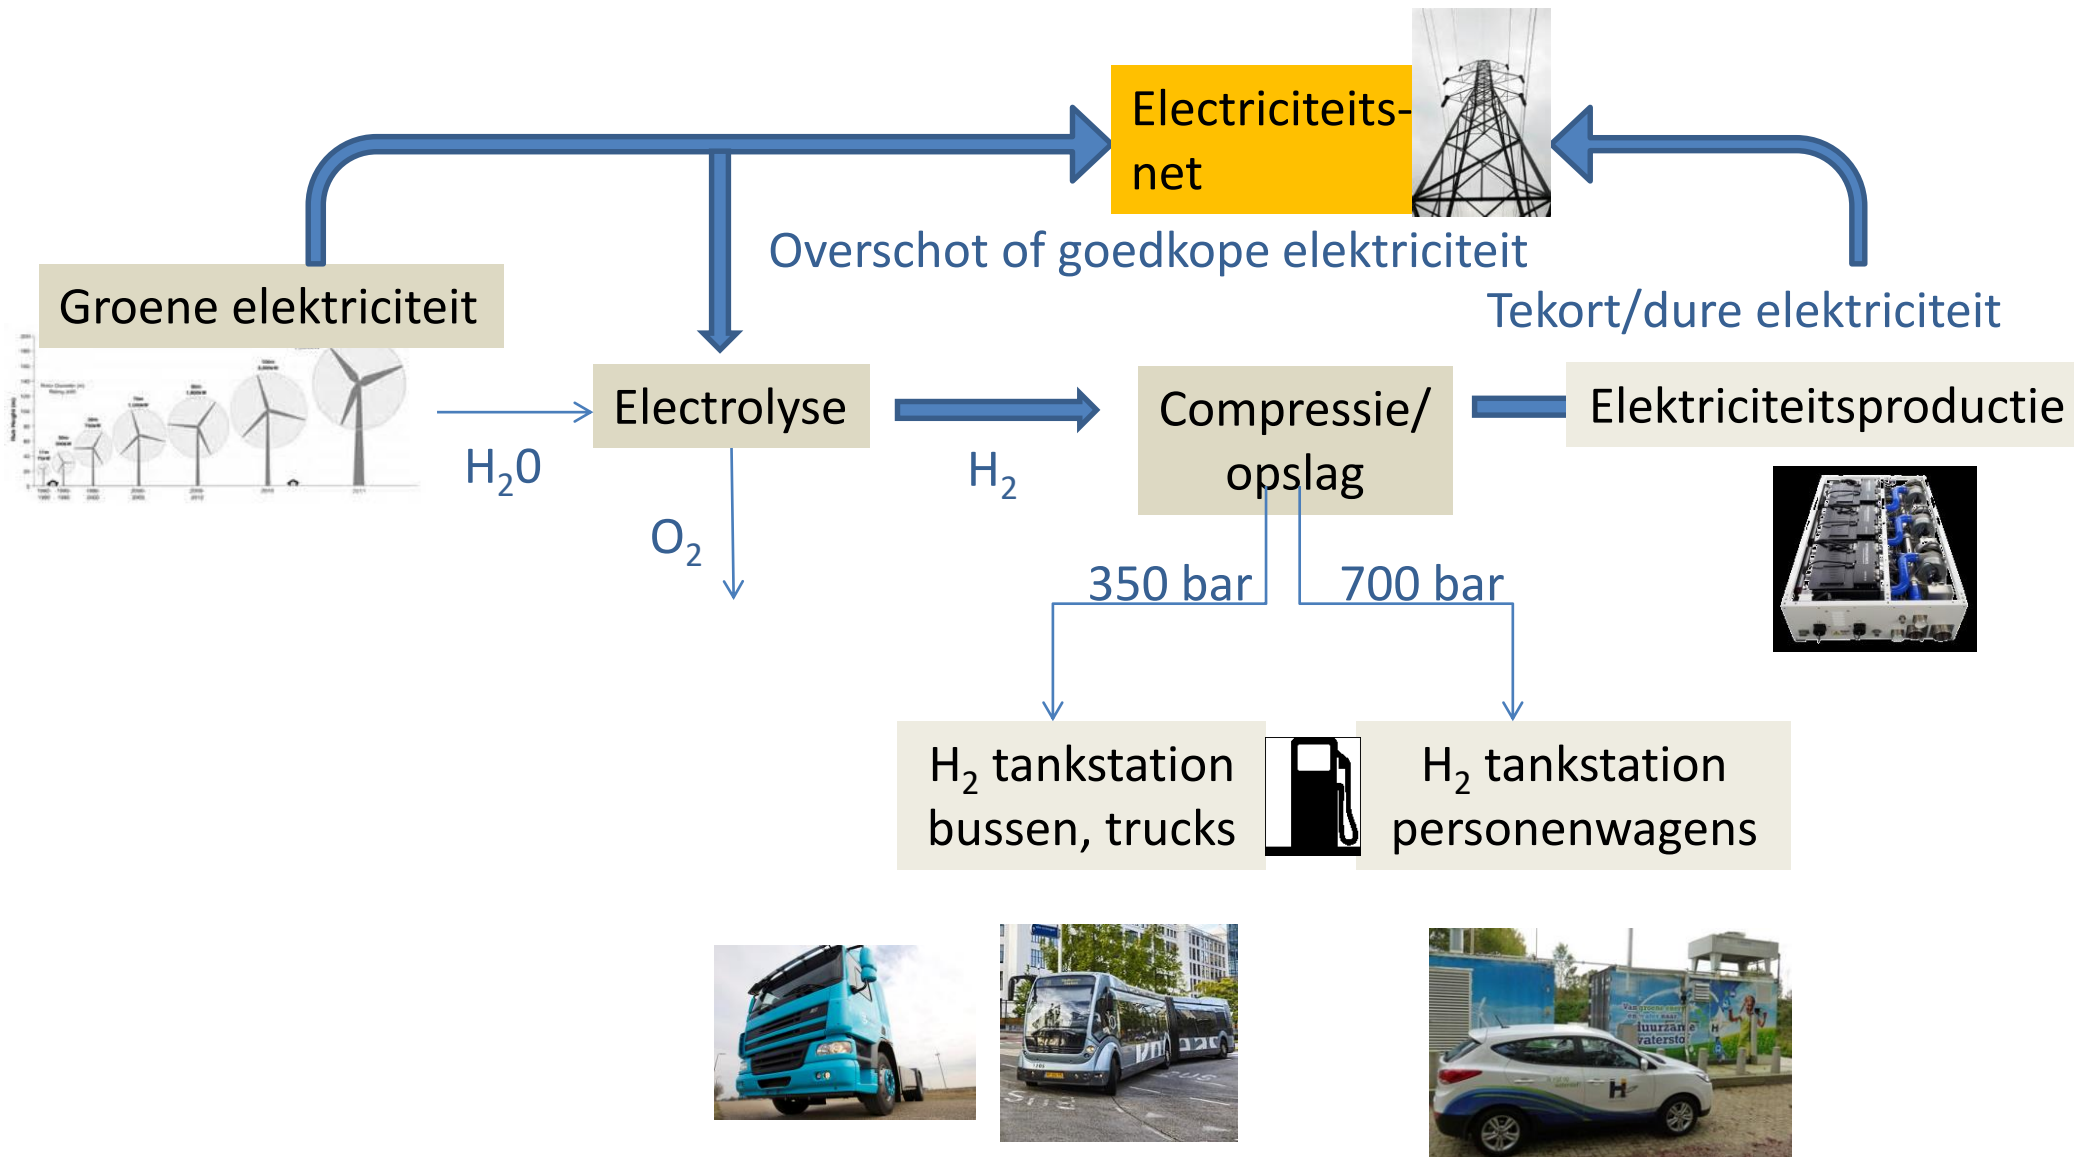 Electriciteits-
net
Overschot of goedkope elektriciteit
Groene elektriciteit
Tekort/dure elektriciteit
Electrolyse
Compressie/
opslag
Elektriciteitsproductie
H₂0
H₂
O₂
350 bar
700 bar
H₂ tankstation
bussen, trucks
H₂ tankstation
personenwagens